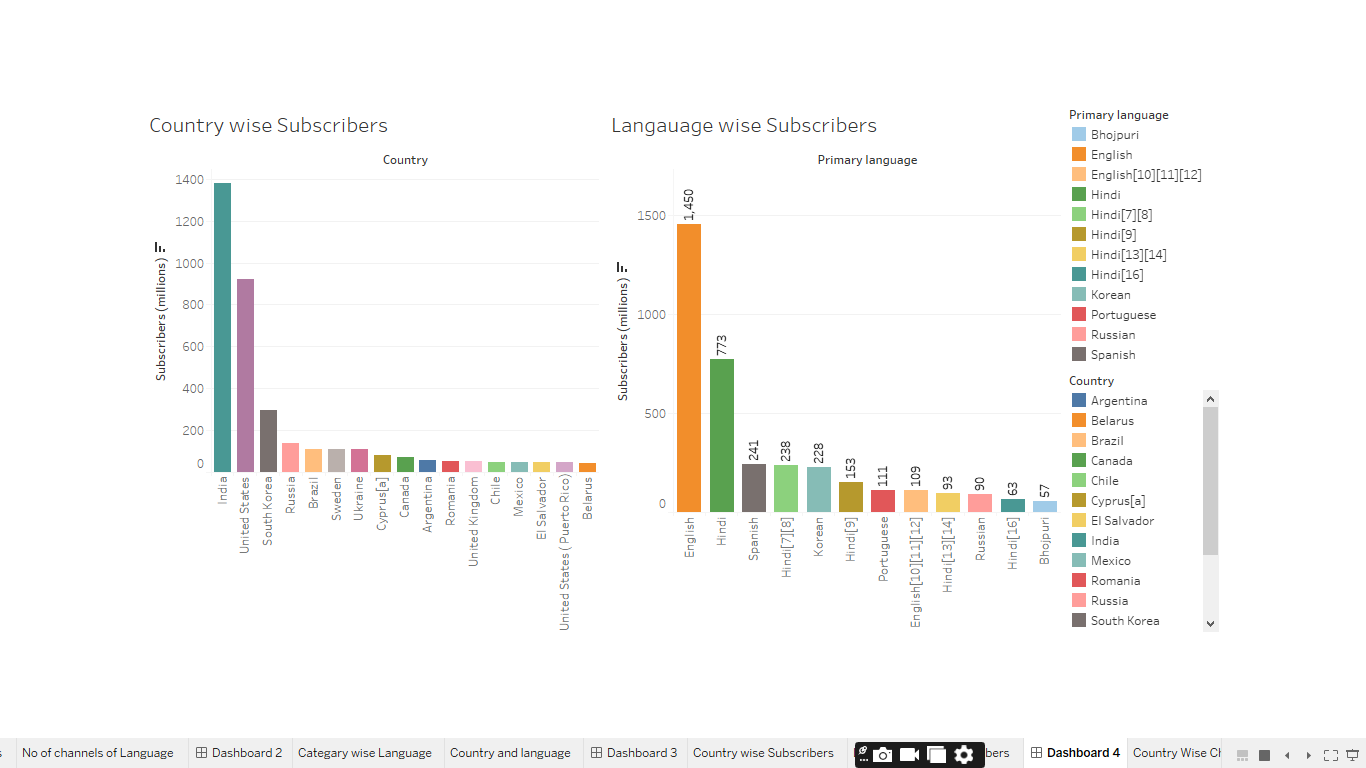 Country wise Subscribers
Country
Subscribers (millions)
1400
1200
1000
800
600
400
200
0
India
United States
South Korea
Russia
Brazil
Sweden
Ukraine
Cyprus[a]
Canada
Argentina
Romania
United Kingdom
Chile
Mexico
El Salvador
United States ( Puerto Rico)
Belarus
Langauage wise Subscribers
Primary language
Subscribers (millions)
1500
1000
500
0
1,450
773
241
238
228
153
111
109
93
90
63
57
English
Hindi
Spanish
Hindi[7][8]
Korean
Hindi[9]
Portuguese
English[10][11][12]
Hindi[13][14]
Russian
Hindi[16]
Bhojpuri
Primary language
Bhojpuri
English
English[10][11][12]
Hindi
Hindi[7][8]
Hindi[9]
Hindi[13][14]
Hindi[16]
Korean
Portuguese
Russian
Spanish
Country
Argentina
Belarus
Brazil
Canada
Chile
Cyprus[a]
El Salvador
India
Mexico
Romania
Russia
South Korea
No of channels of Language Dashboard 2 Categary wise Language Country and language Dashboard 3 Country wise Subscribers bers Dashboard 4 Country Wise Ch